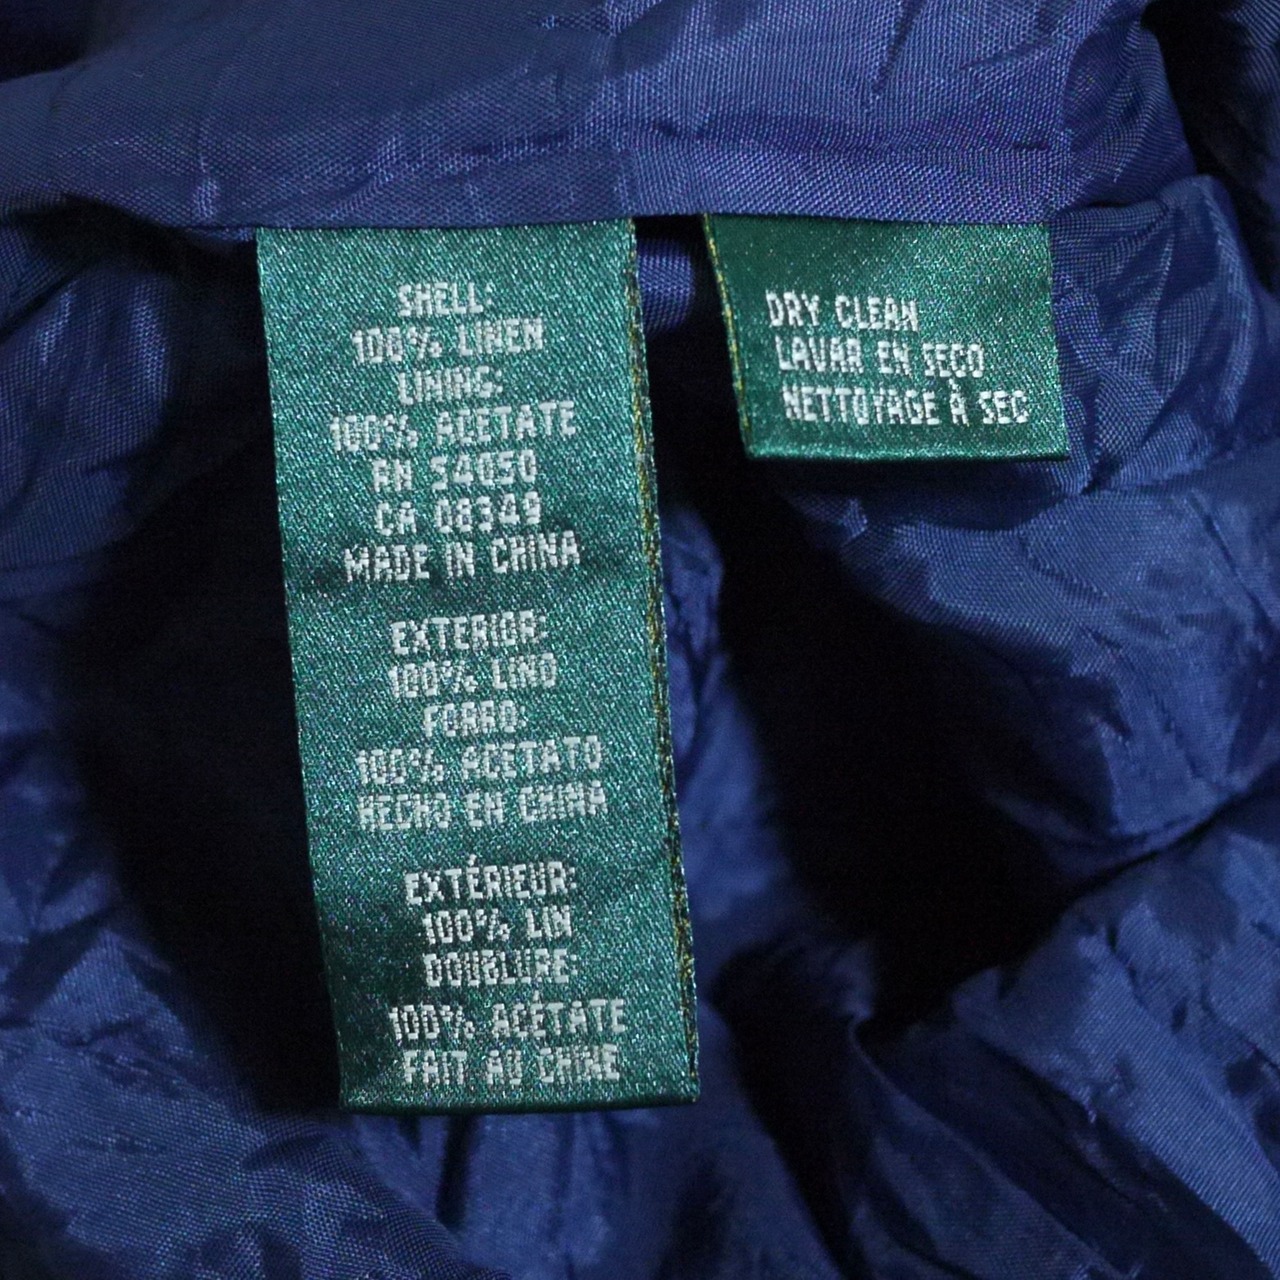 SHELL:
100% LINEN
LINING:
100% ACETATE
RN 54050
CA 00349
MADE IN CHINA
EXTERIOR:
100% LINO
FORRO:
100% ACETATO
HECHO EN CHINA
EXTÉRIEUR:
100% LIN
DOUBLURE:
100% ACÉTATE
FAIT AU CHINE
DRY CLEAN
LAVAR EN SECO
NETTOYAGE À SEC